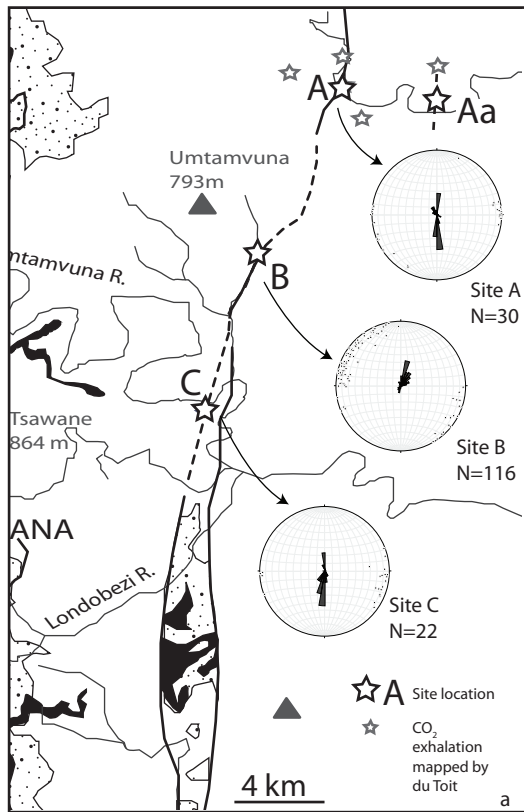 A
Aa
Umtamvuna
793m
mtamvuna R.
B
Site A
N=30
C
Tsawane
864 m
Site B
N=116
ANA
Londobezi R.
Site C
N=22
A Site location
CO2
exhalation
mapped by
du Toit
4 km
a